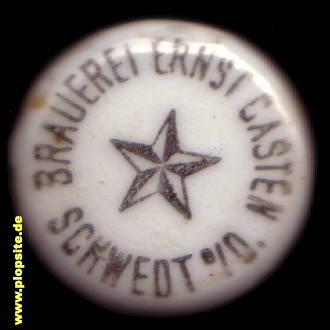 BRAUEREI ERNST CASTEN
SCHWEDT a/O.
www.plopsite.de